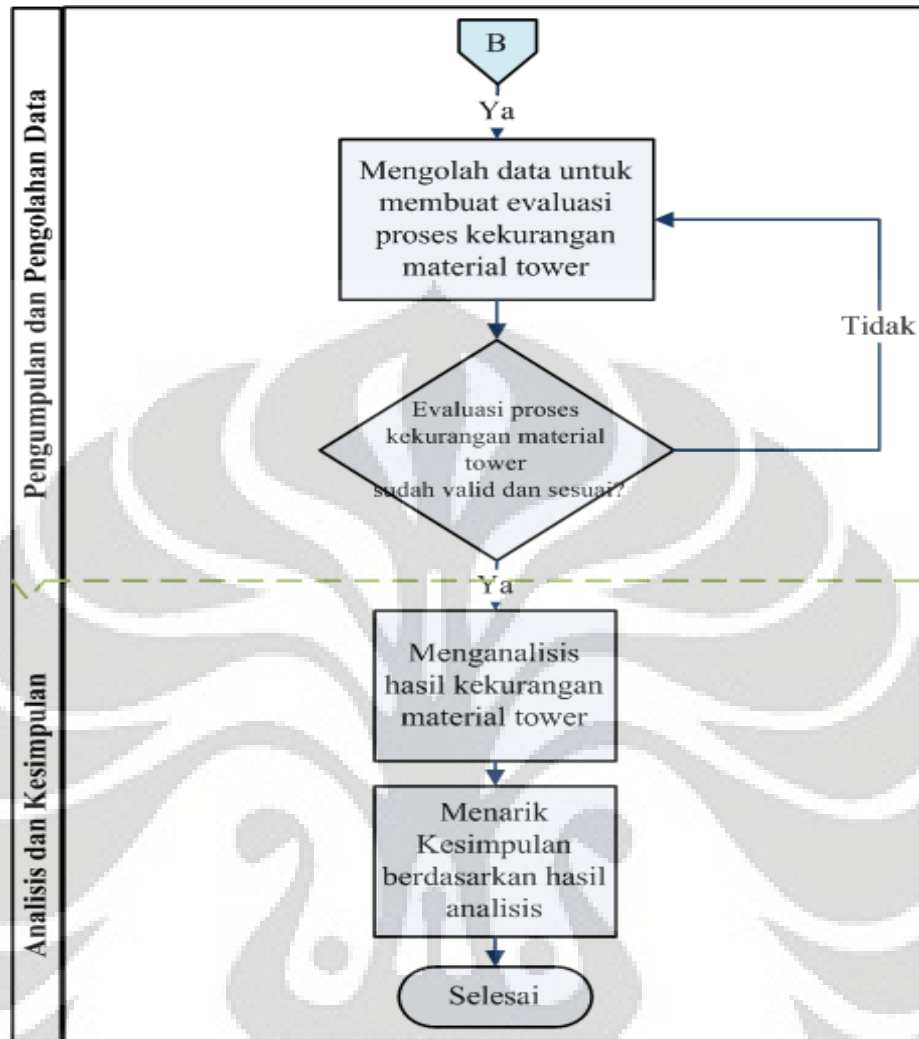 Pengumpulan dan Pengolahan Data
B
Ya
Mengolah data untuk
membuat evaluasi
proses kekurangan
material tower
Tidak
Evaluasi proses
kekurangan material
tower
sudah valid dan sesuai?
Ya
Analisis dan Kesimpulan
Menganalisis
hasil kekurangan
material tower
Menarik
Kesimpulan
berdasarkan hasil
analisis
Selesai